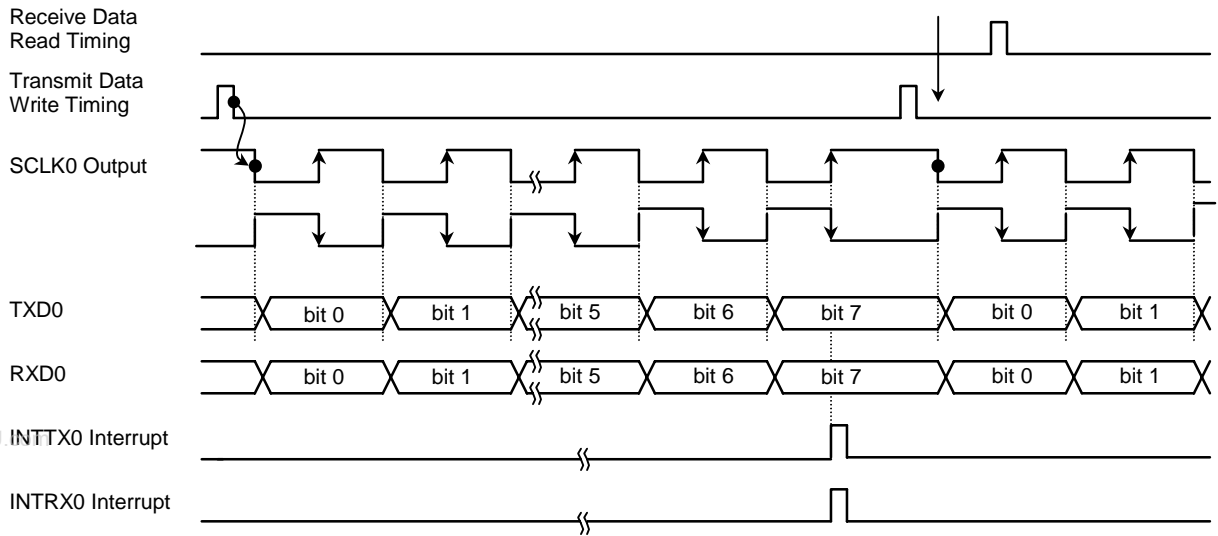 Receive Data
Read Timing
Transmit Data
Write Timing
SCLK0 Output
TXD0
bit 0 bit 1 bit 5 bit 6 bit 7 bit 0 bit 1
RXD0
bit 0 bit 1 bit 5 bit 6 bit 7 bit 0 bit 1
INTTX0 Interrupt
INTRX0 Interrupt